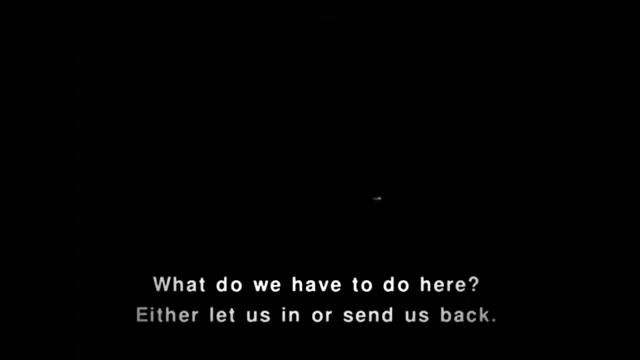 What do we have to do here?
Either let us in or send us back.